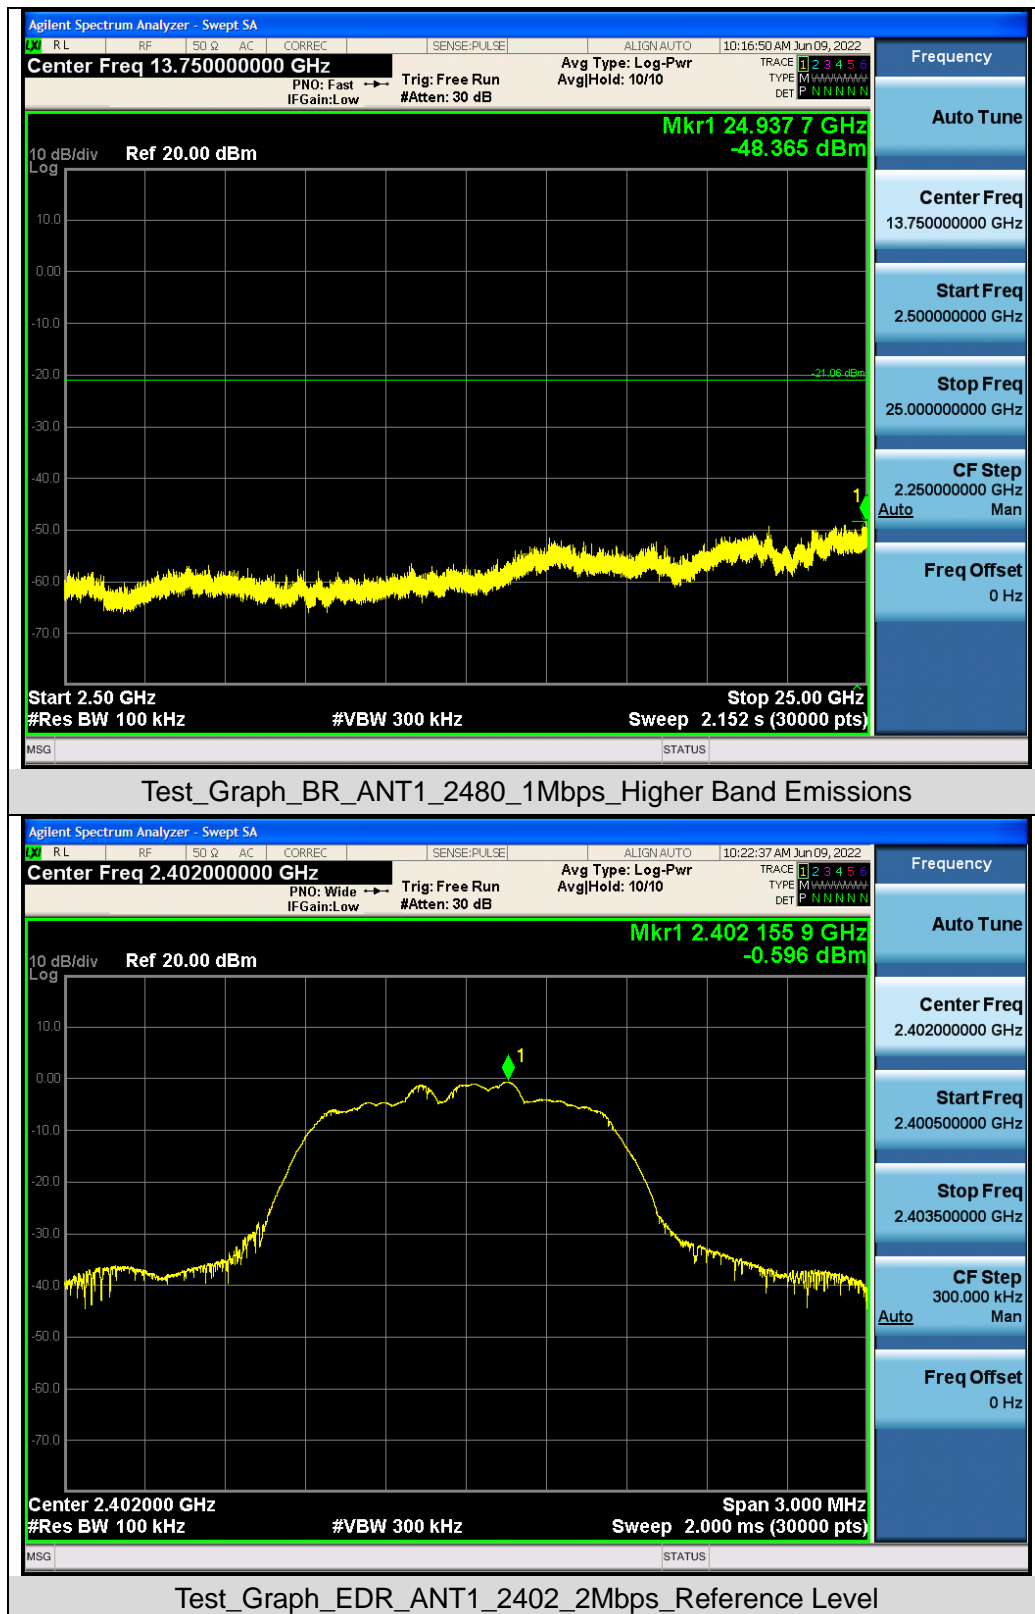 Agilent Spectrum Analyzer - Swept SA
LXI RL RF 50 Ω AC CORREC SENSE:PULSE ALIGN AUTO 10:16:50 AM Jun 09, 2022
Center Freq 13.750000000 GHz
PNO: Fast
IFGain:Low
Trig: Free Run
#Atten: 30 dB
Avg Type: Log-Pwr
Avg|Hold: 10/10
TRACE 1 2 3 4 5 6
TYPE M WWWWW
DET P N N N N N
Mkr1 24.937 7 GHz
-48.365 dBm
10 dB/div Ref 20.00 dBm
Log
10.0
0.00
-10.0
-20.0
-21.06 dBm
-30.0
-40.0
1
-50.0
-60.0
-70.0
Start 2.50 GHz Stop 25.00 GHz
#Res BW 100 kHz #VBW 300 kHz Sweep 2.152 s (30000 pts)
MSG STATUS
Frequency
Auto Tune
Center Freq
13.750000000 GHz
Start Freq
2.500000000 GHz
Stop Freq
25.000000000 GHz
CF Step
2.250000000 GHz
Auto Man
Freq Offset
0 Hz
Test_Graph_BR_ANT1_2480_1Mbps_Higher Band Emissions
Agilent Spectrum Analyzer - Swept SA
LXI RL RF 50 Ω AC CORREC SENSE:PULSE ALIGN AUTO 10:22:37 AM Jun 09, 2022
Center Freq 2.402000000 GHz
PNO: Wide
IFGain:Low
Trig: Free Run
#Atten: 30 dB
Avg Type: Log-Pwr
Avg|Hold: 10/10
TRACE 1 2 3 4 5 6
TYPE M WWWWW
DET P N N N N N
Mkr1 2.402 155 9 GHz
-0.596 dBm
10 dB/div Ref 20.00 dBm
Log
10.0
1
0.00
-10.0
-20.0
-30.0
-40.0
-50.0
-60.0
-70.0
Center 2.402000 GHz Span 3.000 MHz
#Res BW 100 kHz #VBW 300 kHz Sweep 2.000 ms (30000 pts)
MSG STATUS
Frequency
Auto Tune
Center Freq
2.402000000 GHz
Start Freq
2.400500000 GHz
Stop Freq
2.403500000 GHz
CF Step
300.000 kHz
Auto Man
Freq Offset
0 Hz
Test_Graph_EDR_ANT1_2402_2Mbps_Reference Level